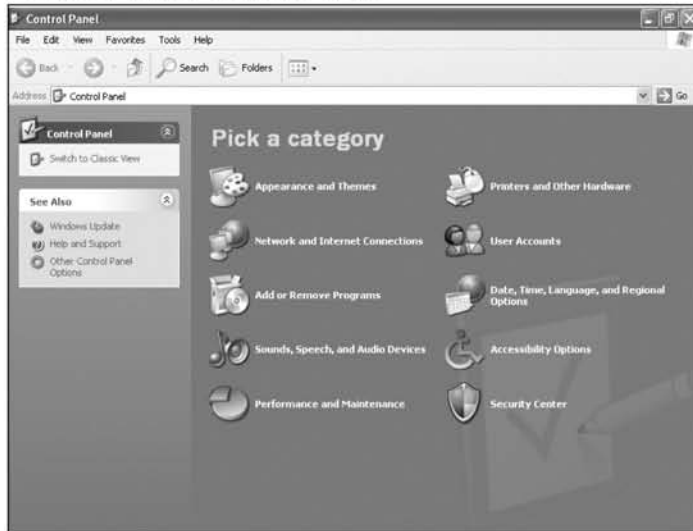 Control Panel
File Edit View Favorites Tools Help
Back Search Folders
Address Control Panel Go
Control Panel
Switch to Classic View
See Also
Windows Update
Help and Support
Other Control Panel
Options
Pick a category
Appearance and Themes
Printers and Other Hardware
Network and Internet Connections
User Accounts
Add or Remove Programs
Date, Time, Language, and Regional
Options
Sounds, Speech, and Audio Devices
Accessibility Options
Performance and Maintenance
Security Center